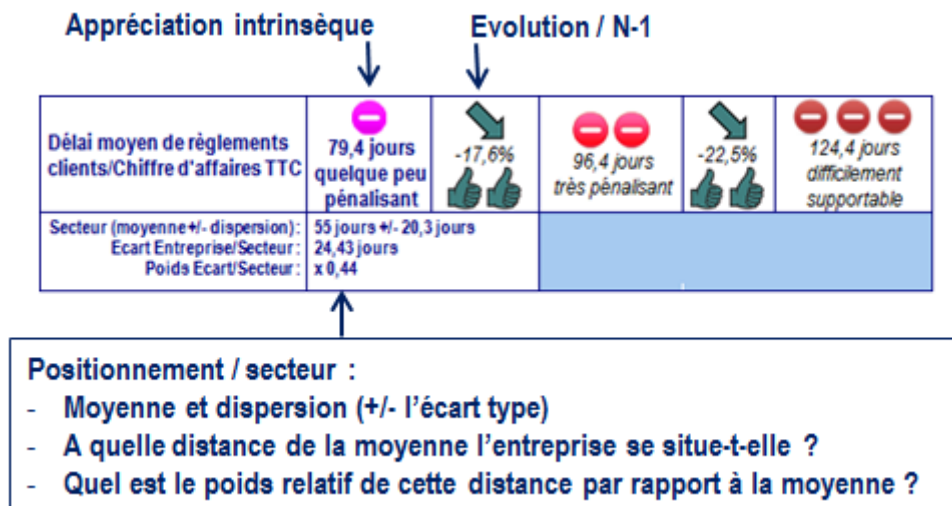 Appréciation intrinsèque
Evolution / N-1
Délai moyen de règlements
clients/Chiffre d'affaires TTC
79,4 jours
quelque peu
pénalisant
-17,6%
96,4 jours
très pénalisant
-22,5%
124,4 jours
difficilement
supportable
Secteur (moyenne +/- dispersion): 55 jours +/- 20,3 jours
Ecart Entreprise/Secteur: 24,43 jours
Poids Ecart/Secteur: x 0,44
Positionnement / secteur :
- Moyenne et dispersion (+/- l'écart type)
- A quelle distance de la moyenne l'entreprise se situe-t-elle ?
- Quel est le poids relatif de cette distance par rapport à la moyenne ?